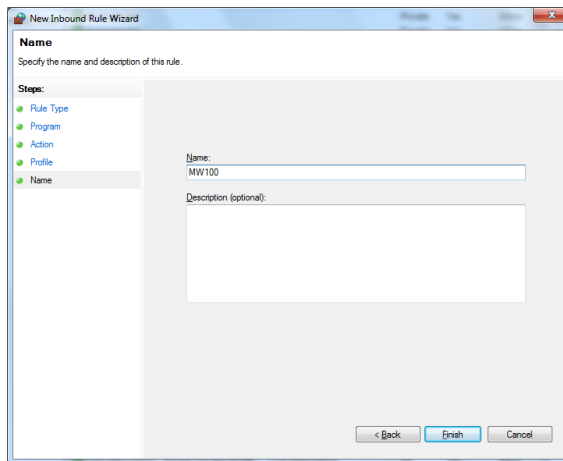 New Inbound Rule Wizard
Name
Specify the name and description of this rule.
Steps:
Rule Type
Program
Action
Profile
Name
Name:
MW100
Description (optional):
< Back
Finish
Cancel